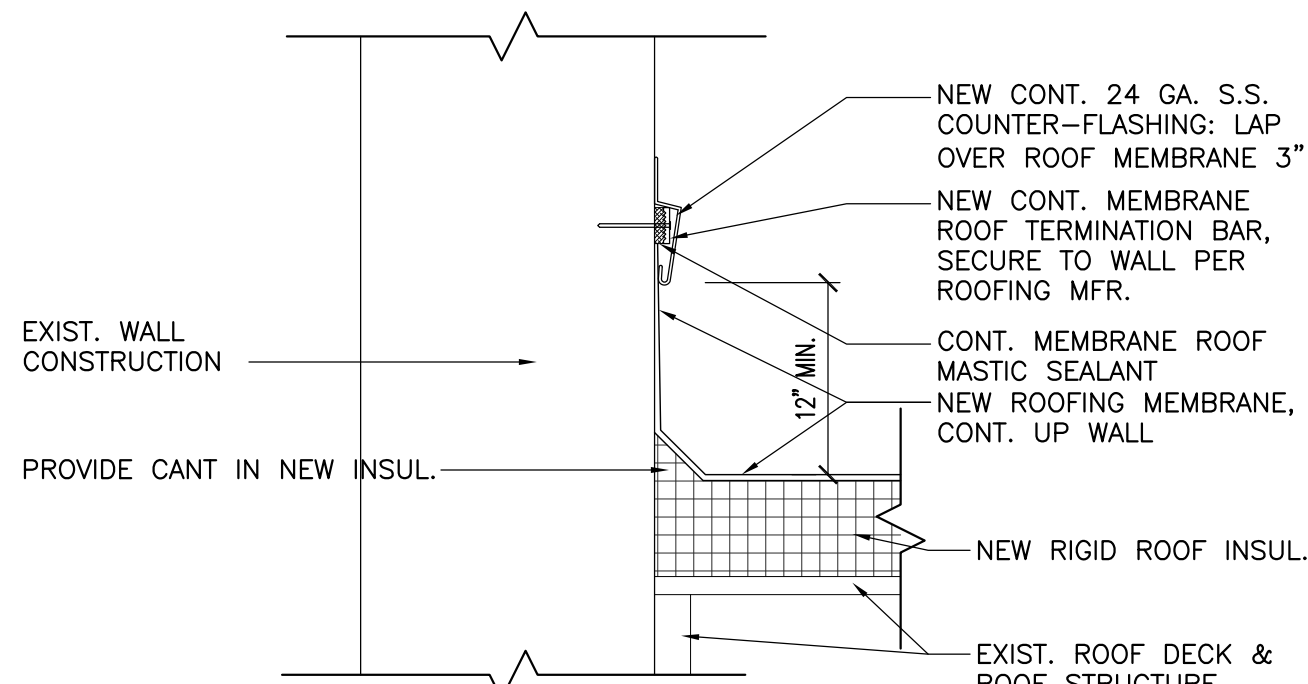 NEW CONT. 24 GA. S.S.
COUNTER-FLASHING: LAP
OVER ROOF MEMBRANE 3"
NEW CONT. MEMBRANE
ROOF TERMINATION BAR,
SECURE TO WALL PER
ROOFING MFR.
EXIST. WALL
CONSTRUCTION
12" MIN.
CONT. MEMBRANE ROOF
MASTIC SEALANT
NEW ROOFING MEMBRANE,
CONT. UP WALL
PROVIDE CANT IN NEW INSUL.
NEW RIGID ROOF INSUL.
EXIST. ROOF DECK &
ROOF STRUCTURE